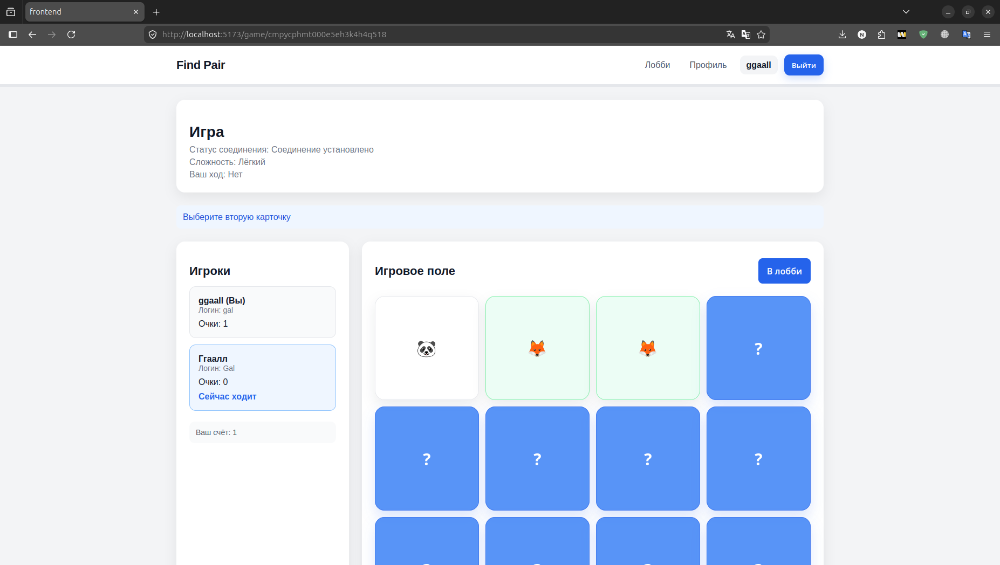 frontend
http://localhost:5173/game/cmpycphmt000e5eh3k4h4q518
Find Pair
Лобби
Профиль
ggaall
Выйти
Игра
Статус соединения: Соединение установлено
Сложность: Лёгкий
Ваш ход: Нет
Выберите вторую карточку
Игроки
ggaall (Вы)
Логин: gal
Очки: 1
Ггаалл
Логин: Gal
Очки: 0
Сейчас ходит
Ваш счёт: 1
Игровое поле
В лобби
?
? ? ? ?